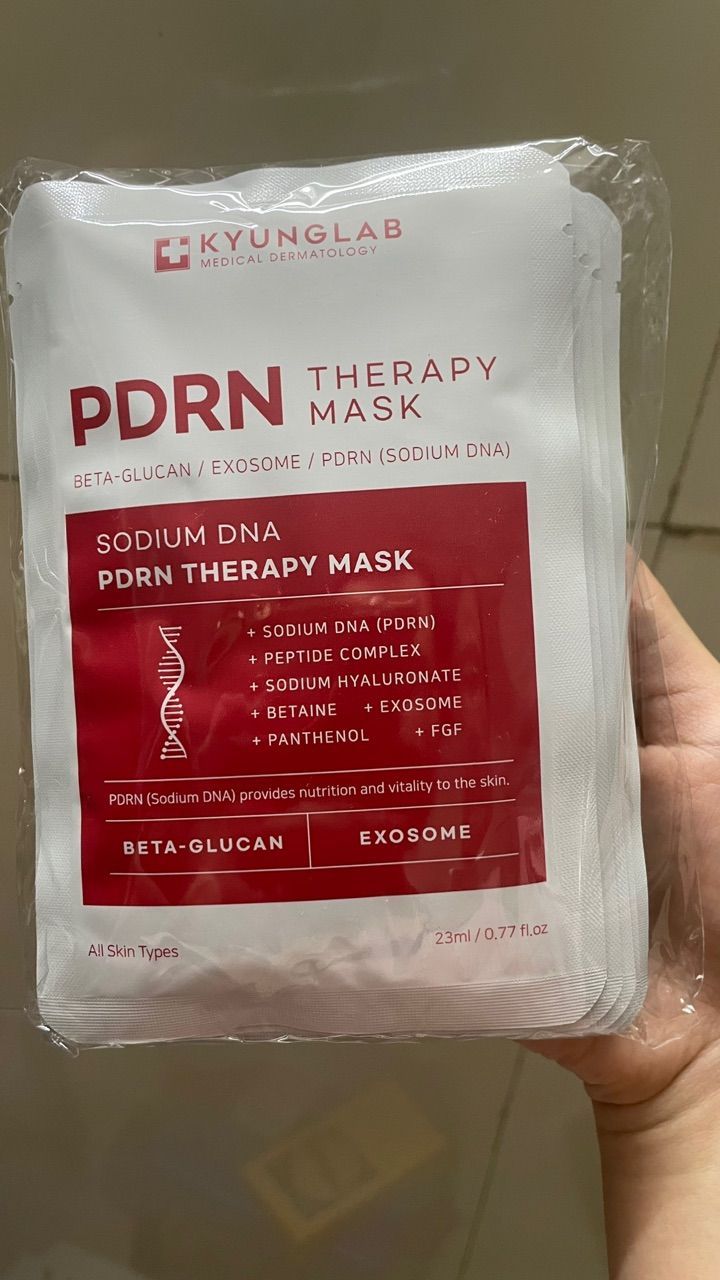 KYUNGLAB
MEDICAL DERMATOLOGY
PDRN THERAPY MASK
BETA-GLUCAN / EXOSOME / PDRN (SODIUM DNA)
SODIUM DNA
PDRN THERAPY MASK
+ SODIUM DNA (PDRN)
+ PEPTIDE COMPLEX
+ SODIUM HYALURONATE
+ BETAINE + EXOSOME
+ PANTHENOL + FGF
PDRN (Sodium DNA) provides nutrition and vitality to the skin.
BETA-GLUCAN EXOSOME
All Skin Types 23ml / 0.77 fl.oz